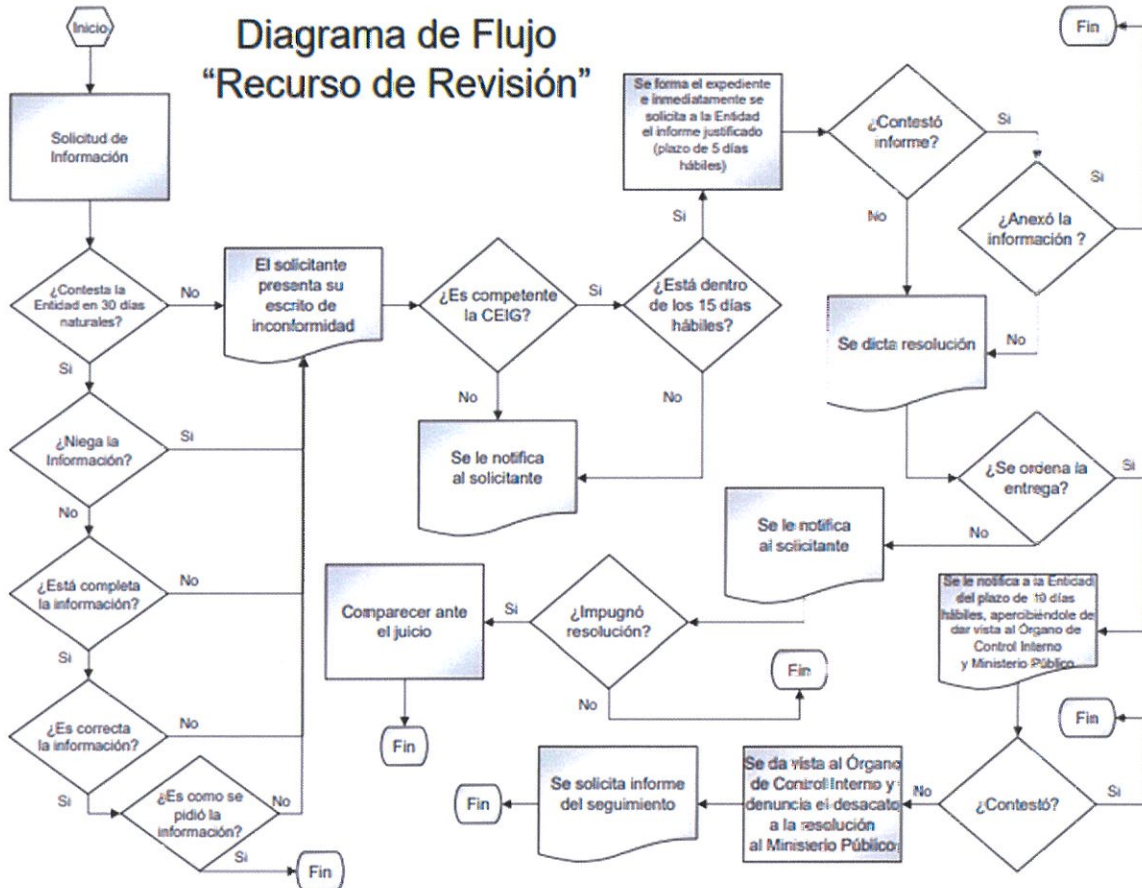 Inicio
Diagrama de Flujo
“Recurso de Revisión”
Solicitud de
Información
¿Contesta la
Entidad en 30 días
naturales?
No
Si
El solicitante
presenta su
escrito de
inconformidad
¿Niega la
Información?
Si
No
¿Está completa
la información?
No
Si
¿Es correcta
la información?
No
Si
¿Es como se
pidió la
información?
No
Si
Fin
¿Es competente
la CEIG?
Si
No
Se le notifica
al solicitante
¿Está dentro
de los 15 días
hábiles?
Si
No
Se forma el expediente
e inmediatamente se
solicita a la Entidad
el informe justificado
(plazo de 5 días
hábiles)
¿Contestó
informe?
Si
No
¿Anexó la
información ?
Si
No
Fin
Se dicta resolución
¿Se ordena la
entrega?
Si
No
Se le notifica
al solicitante
¿Impugnó
resolución?
Si
No
Fin
Comparecer ante
el juicio
Fin
Se le notifica a la Entidad
del plazo de 10 días
hábiles, apercibiéndole de
dar vista al Órgano de
Control Interno
y Ministerio Público
¿Contestó?
Si
No
Fin
Se da vista al Órgano
de Control Interno y
denuncia el desacato
a la resolución
al Ministerio Público
Se solicita informe
del seguimiento
Fin